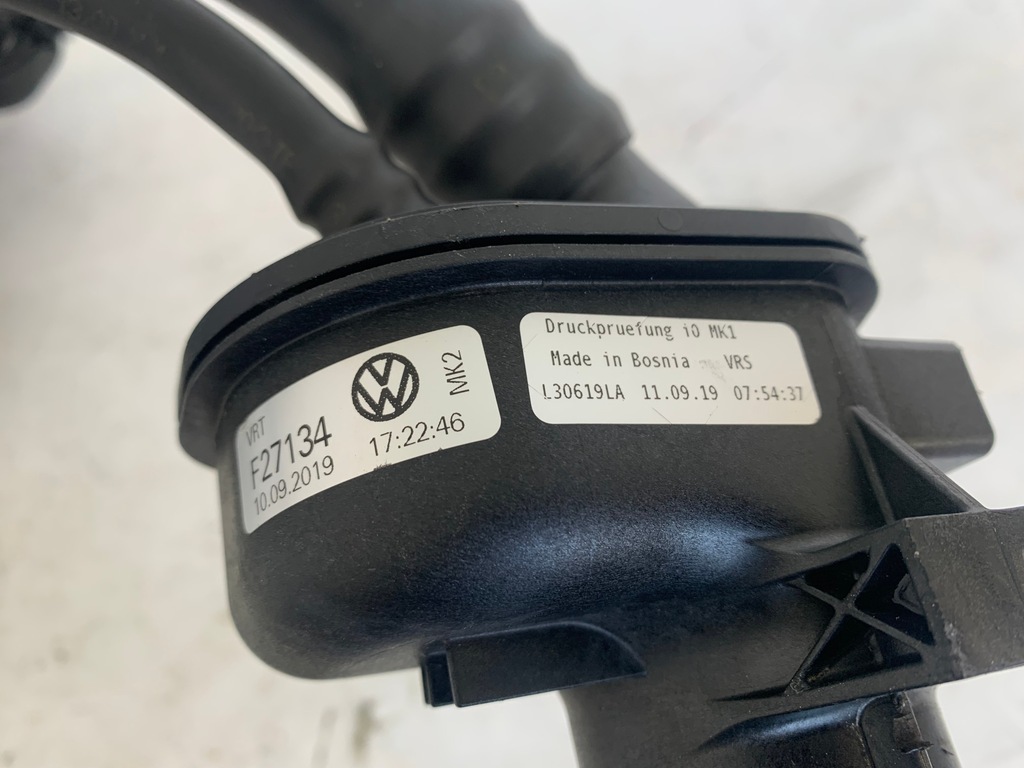 VRT
F27134
10.09.2019 17:22:46
MK2
Druckpruefung iO MK1
Made in Bosnia VRS
L30619LA 11.09.19 07:54:37